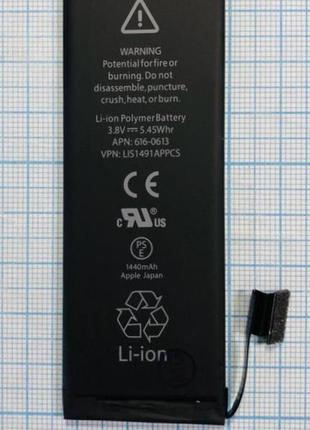 WARNING
Potential for fire or
burning. Do not
disassemble, puncture,
crush, heat, or burn.
Li-ion Polymer Battery
3.8V ⎓ 5.45Whr
APN: 616-0613
VPN: LIS1491APPCS
CE
c RU US
PS
E
1440mAh
Apple Japan
Li-ion